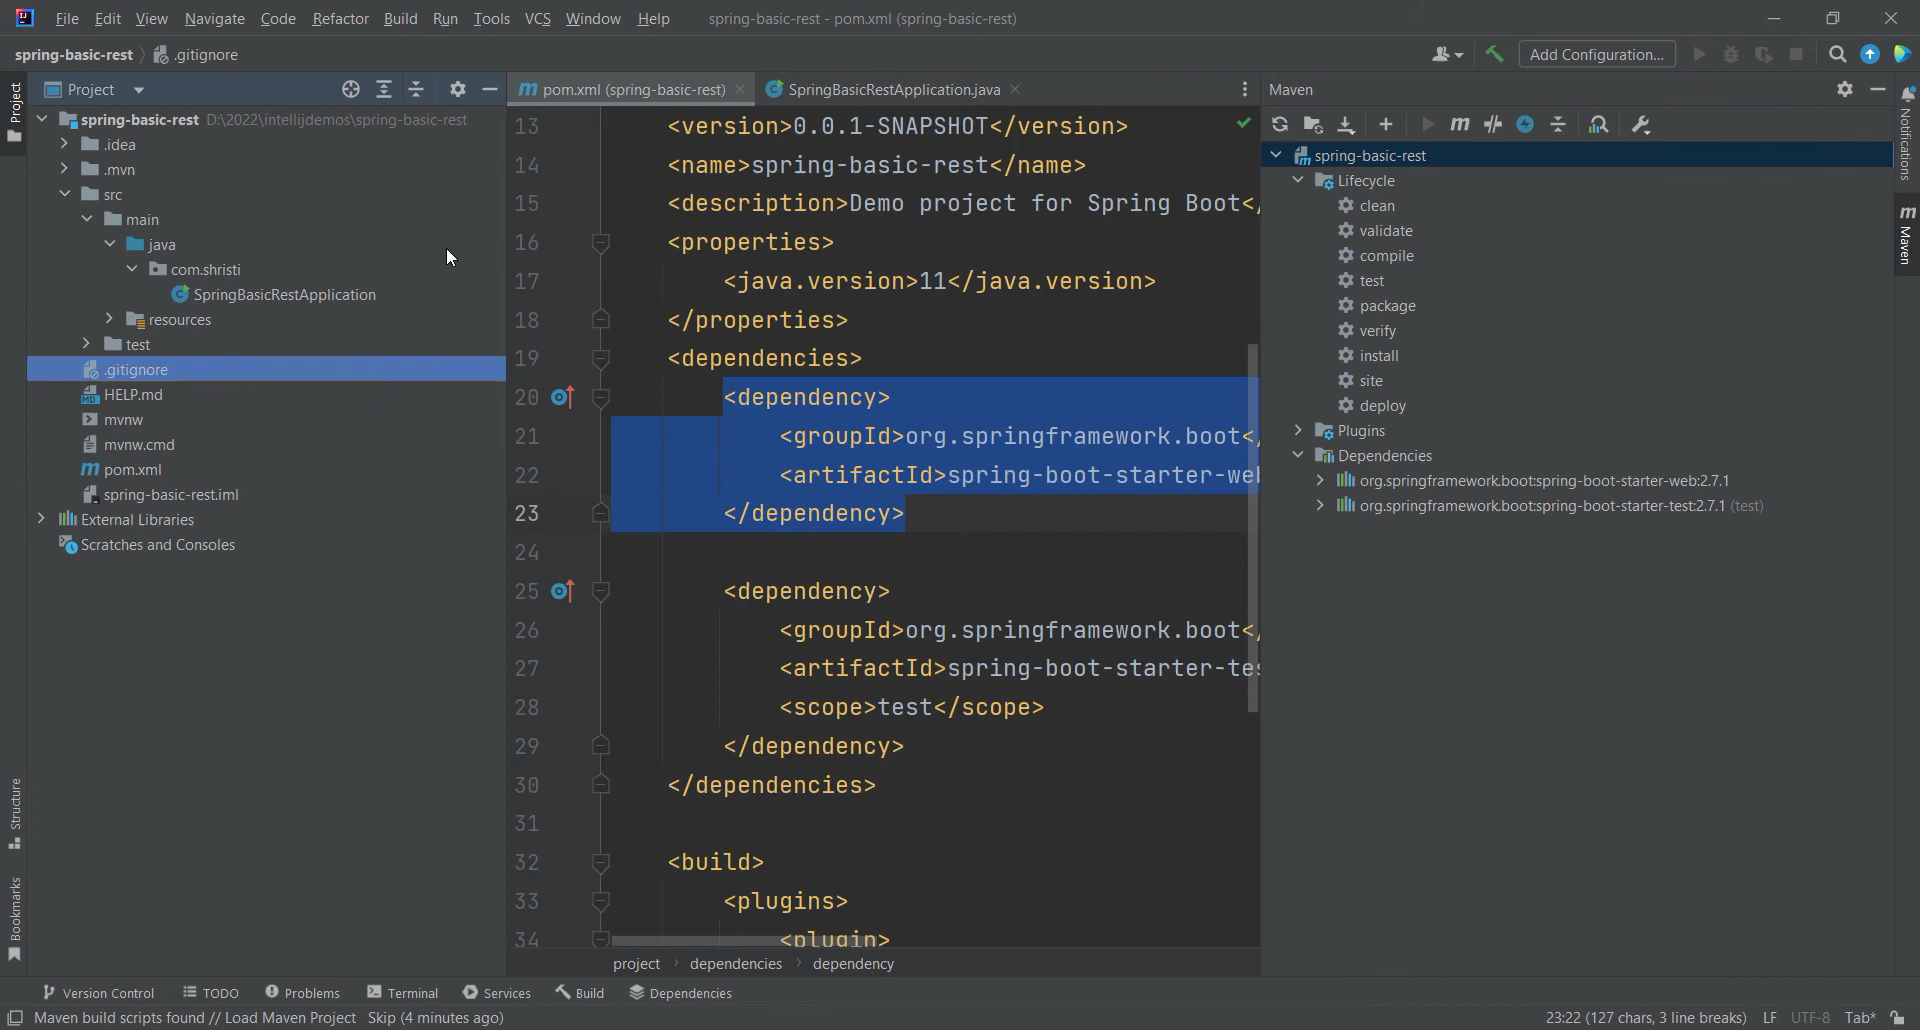 File Edit View Navigate Code Refactor Build Run Tools VCS Window Help spring-basic-rest - pom.xml (spring-basic-rest)
spring-basic-rest .gitignore Add Configuration...
Project
Project
spring-basic-rest D:\2022\intellijdemos\spring-basic-rest
.idea
.mvn
src
main
java
com.shristi
SpringBasicRestApplication
resources
test
.gitignore
HELP.md
mvnw
mvnw.cmd
pom.xml
spring-basic-rest.iml
External Libraries
Scratches and Consoles
Structure
Bookmarks
pom.xml (spring-basic-rest) SpringBasicRestApplication.java
13 <version>0.0.1-SNAPSHOT</version>
14 <name>spring-basic-rest</name>
15 <description>Demo project for Spring Boot</
16 <properties>
17 <java.version>11</java.version>
18 </properties>
19 <dependencies>
20 <dependency>
21 <groupId>org.springframework.boot</
22 <artifactId>spring-boot-starter-web
23 </dependency>
24
25 <dependency>
26 <groupId>org.springframework.boot</
27 <artifactId>spring-boot-starter-tes
28 <scope>test</scope>
29 </dependency>
30 </dependencies>
31
32 <build>
33 <plugins>
34 <plugin>
project dependencies dependency
Maven
spring-basic-rest
Lifecycle
clean
validate
compile
test
package
verify
install
site
deploy
Plugins
Dependencies
org.springframework.boot:spring-boot-starter-web:2.7.1
org.springframework.boot:spring-boot-starter-test:2.7.1 (test)
Notifications
m Maven
Version Control TODO Problems Terminal Services Build Dependencies
Maven build scripts found // Load Maven Project Skip (4 minutes ago) 23:22 (127 chars, 3 line breaks) LF UTF-8 Tab*